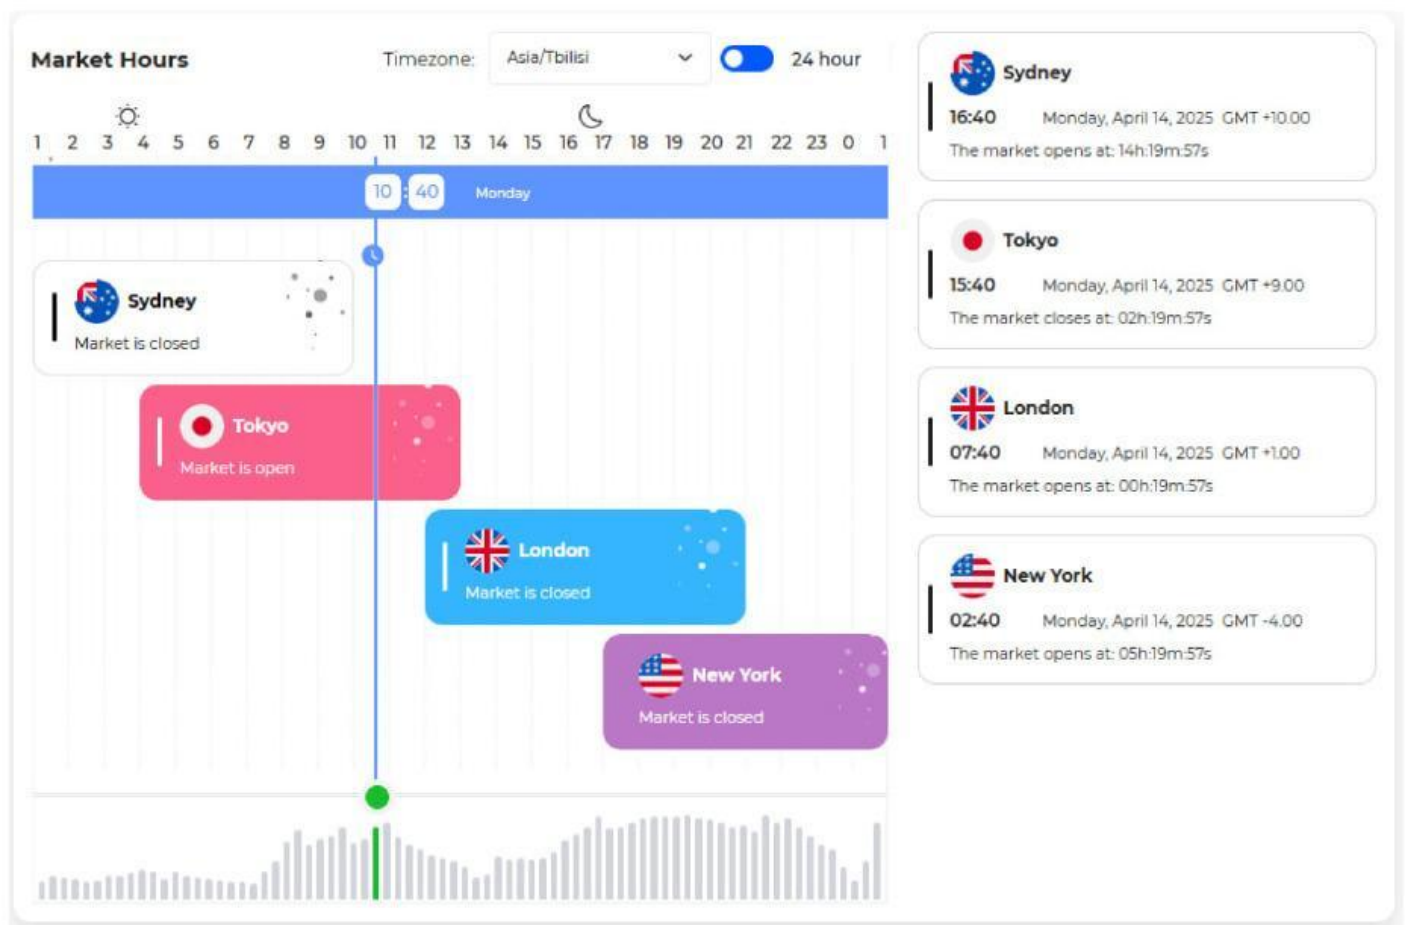 Market Hours Timezone: Asia/Tbilisi 24 hour
1 2 3 4 5 6 7 8 9 10 11 12 13 14 15 16 17 18 19 20 21 22 23 0 1
10 : 40 Monday
Sydney
Market is closed
Tokyo
Market is open
London
Market is closed
New York
Market is closed
Sydney
16:40 Monday, April 14, 2025 GMT +10.00
The market opens at: 14h:19m:57s
Tokyo
15:40 Monday, April 14, 2025 GMT +9.00
The market closes at: 02h:19m:57s
London
07:40 Monday, April 14, 2025 GMT +1.00
The market opens at: 00h:19m:57s
New York
02:40 Monday, April 14, 2025 GMT -4.00
The market opens at: 05h:19m:57s